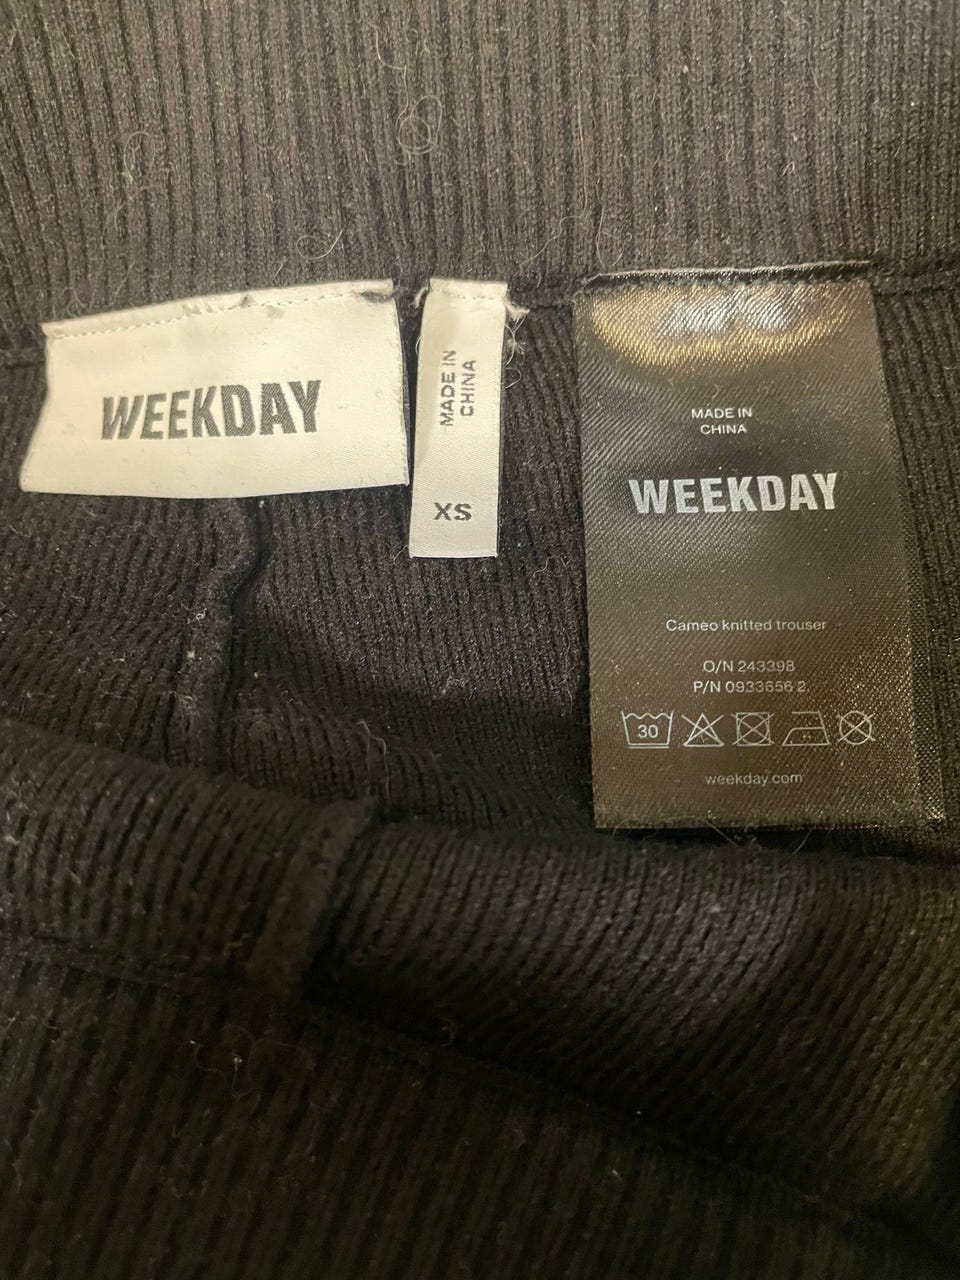 WEEKDAY
MADE IN
CHINA
XS
MADE IN
CHINA
WEEKDAY
Cameo knitted trouser
O/N 243398
P/N 0933656 2
30
weekday.com